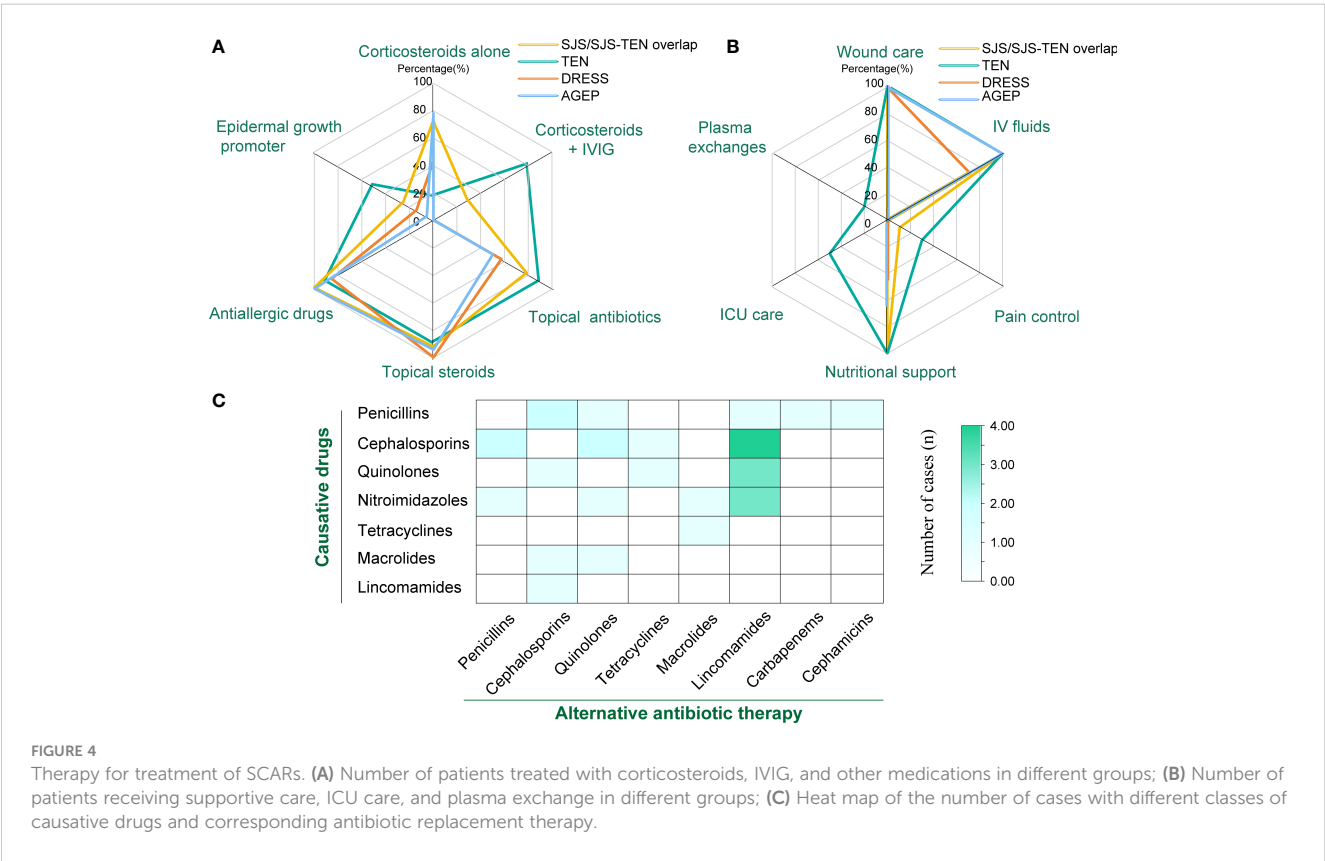 A
Corticosteroids alone
Percentage(%)
100
80
60
40
20
0
SJS/SJS-TEN overlap
TEN
DRESS
AGEP
Epidermal growth
promoter
Corticosteroids
+ IVIG
Antiallergic drugs
Topical antibiotics
Topical steroids
B
Wound care
Percentage(%)
100
80
60
40
20
0
SJS/SJS-TEN overlap
TEN
DRESS
AGEP
Plasma
exchanges
IV fluids
ICU care
Pain control
Nutritional support
C
Causative drugs
Penicillins
Cephalosporins
Quinolones
Nitroimidazoles
Tetracyclines
Macrolides
Lincomamides
Penicillins
Cephalosporins
Quinolones
Tetracyclines
Macrolides
Lincomamides
Carbapenems
Cephamicins
Alternative antibiotic therapy
Number of cases (n)
4.00
3.00
2.00
1.00
0.00
FIGURE 4
Therapy for treatment of SCARs. (A) Number of patients treated with corticosteroids, IVIG, and other medications in different groups; (B) Number of
patients receiving supportive care, ICU care, and plasma exchange in different groups; (C) Heat map of the number of cases with different classes of
causative drugs and corresponding antibiotic replacement therapy.